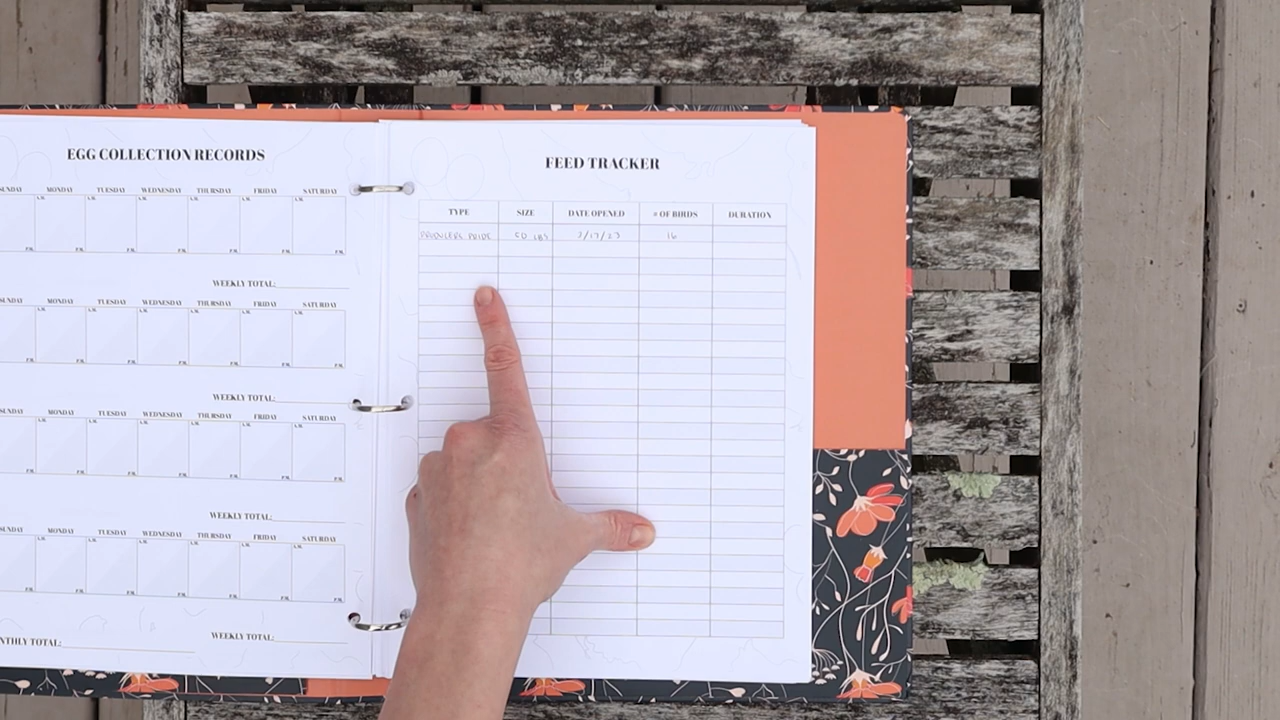 EGG COLLECTION RECORDS
SUNDAY MONDAY TUESDAY WEDNESDAY THURSDAY FRIDAY SATURDAY
A.M. A.M. A.M. A.M. A.M. A.M.
P.M. P.M. P.M. P.M. P.M. P.M. P.M.
WEEKLY TOTAL:
SUNDAY MONDAY TUESDAY WEDNESDAY THURSDAY FRIDAY SATURDAY
A.M. A.M. A.M. A.M. A.M. A.M.
P.M. P.M. P.M. P.M. P.M. P.M. P.M.
WEEKLY TOTAL:
SUNDAY MONDAY TUESDAY WEDNESDAY THURSDAY FRIDAY SATURDAY
A.M. A.M. A.M. A.M. A.M. A.M.
P.M. P.M. P.M. P.M. P.M. P.M. P.M.
WEEKLY TOTAL:
SUNDAY MONDAY TUESDAY WEDNESDAY THURSDAY FRIDAY SATURDAY
A.M. A.M. A.M. A.M. A.M. A.M.
P.M. P.M. P.M. P.M. P.M. P.M. P.M.
NTHLY TOTAL: WEEKLY TOTAL:
FEED TRACKER
TYPE SIZE DATE OPENED # OF BIRDS DURATION
PRODUCERS PRIDE 50 LBS 2/17/23 16